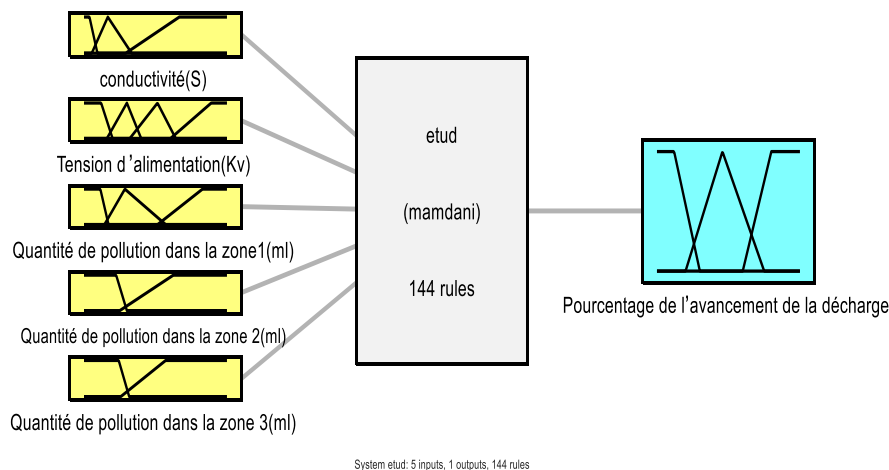 conductivité(S)
Tension d’alimentation(Kv)
Quantité de pollution dans la zone1(ml)
Quantité de pollution dans la zone 2(ml)
Quantité de pollution dans la zone 3(ml)
etud
(mamdani)
144 rules
Pourcentage de l’avancement de la décharge
System etud: 5 inputs, 1 outputs, 144 rules